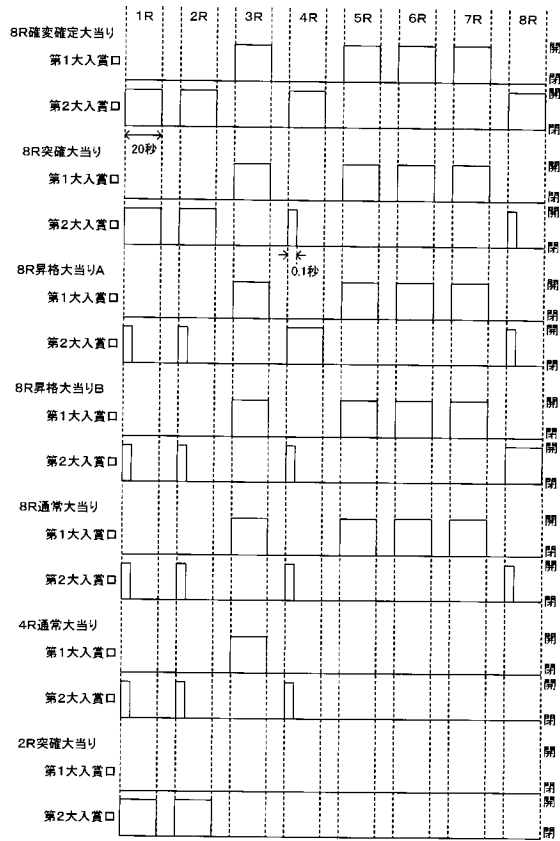 1R 2R 3R 4R 5R 6R 7R 8R
8R確変確定大当り
第1大入賞口 開 閉
第2大入賞口 開 閉
20秒
8R突確大当り
第1大入賞口 開 閉
第2大入賞口 開 閉
0.1秒
8R昇格大当りA
第1大入賞口 開 閉
第2大入賞口 開 閉
8R昇格大当りB
第1大入賞口 開 閉
第2大入賞口 開 閉
8R通常大当り
第1大入賞口 開 閉
第2大入賞口 開 閉
4R通常大当り
第1大入賞口 開 閉
第2大入賞口 開 閉
2R突確大当り
第1大入賞口 開 閉
第2大入賞口 開 閉